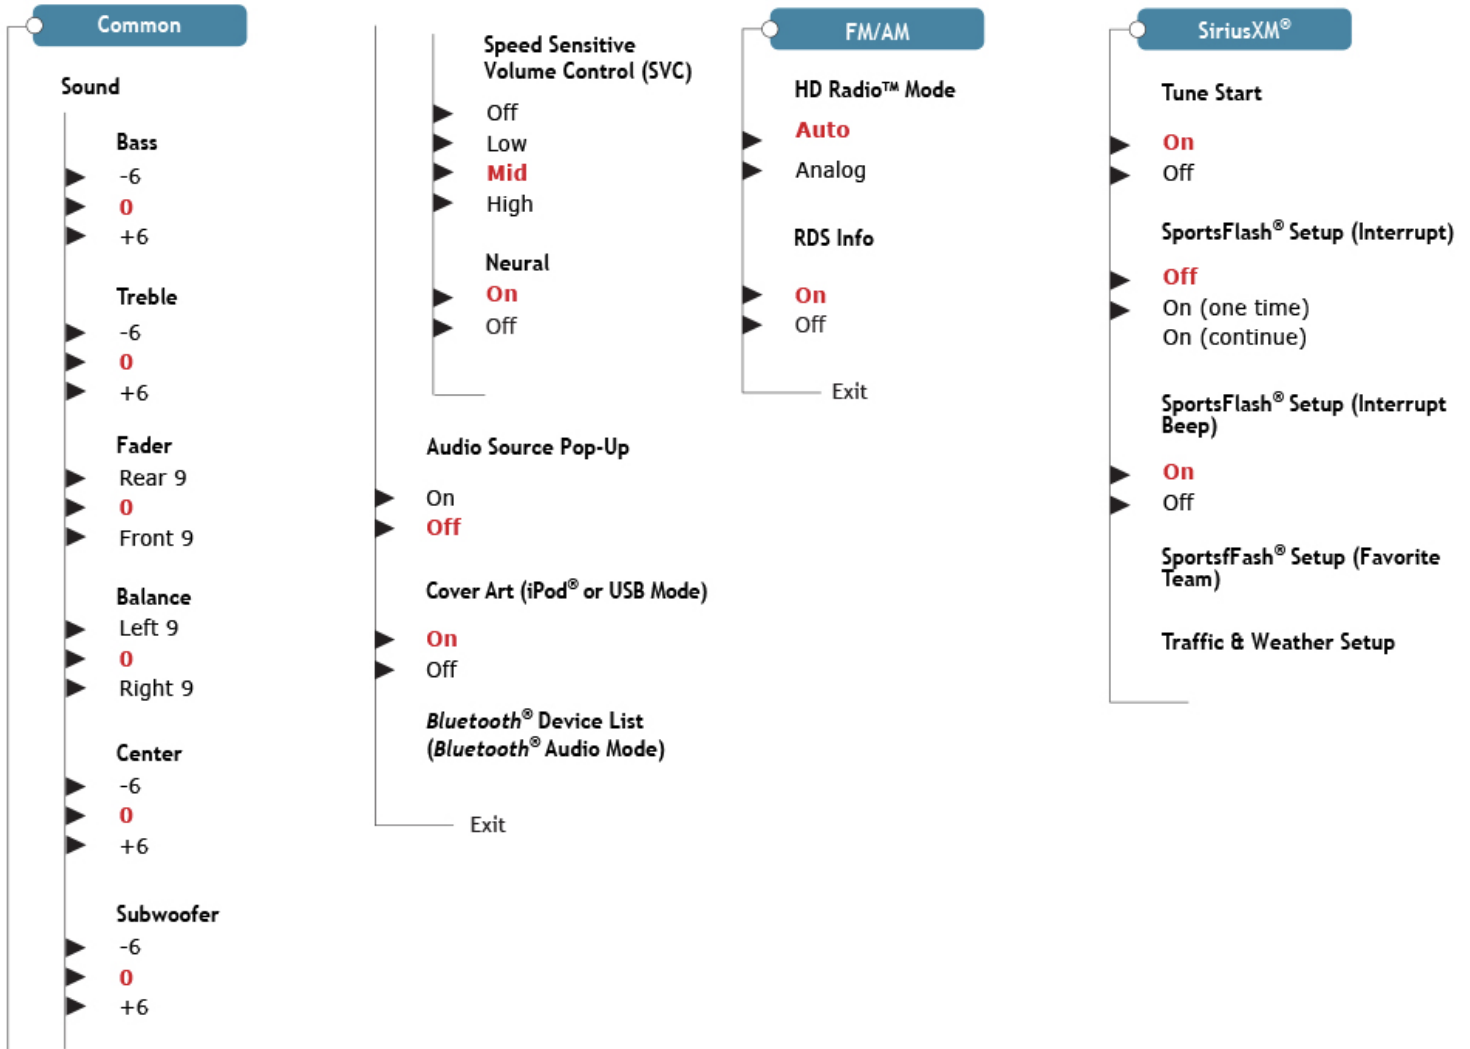 Common
Sound
Bass
-6
0
+6
Treble
-6
0
+6
Fader
Rear 9
0
Front 9
Balance
Left 9
0
Right 9
Center
-6
0
+6
Subwoofer
-6
0
+6
Speed Sensitive
Volume Control (SVC)
Off
Low
Mid
High
Neural
On
Off
Audio Source Pop-Up
On
Off
Cover Art (iPod® or USB Mode)
On
Off
Bluetooth® Device List
(Bluetooth® Audio Mode)
Exit
FM/AM
HD Radio™ Mode
Auto
Analog
RDS Info
On
Off
Exit
SiriusXM®
Tune Start
On
Off
SportsFlash® Setup (Interrupt)
Off
On (one time)
On (continue)
SportsFlash® Setup (Interrupt
Beep)
On
Off
SportsfFash® Setup (Favorite
Team)
Traffic & Weather Setup